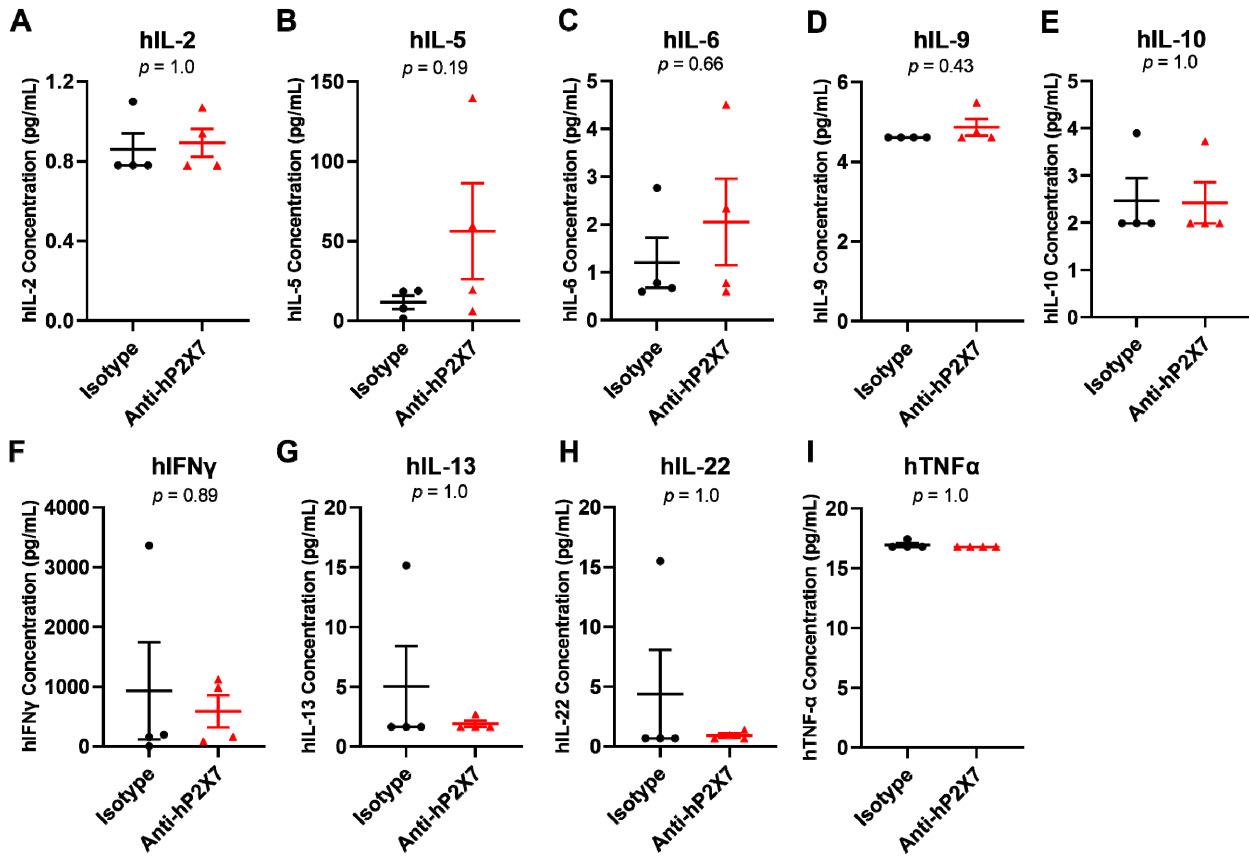 A
hIL-2
p = 1.0
hIL-2 Concentration (pg/mL)
1.2
0.8
0.4
0.0
Isotype
Anti-hP2X7
B
hIL-5
p = 0.19
hIL-5 Concentration (pg/mL)
150
100
50
0
Isotype
Anti-hP2X7
C
hIL-6
p = 0.66
hIL-6 Concentration (pg/mL)
5
4
3
2
1
0
Isotype
Anti-hP2X7
D
hIL-9
p = 0.43
hIL-9 Concentration (pg/mL)
6
4
2
0
Isotype
Anti-hP2X7
E
hIL-10
p = 1.0
hIL-10 Concentration (pg/mL)
5
4
3
2
1
0
Isotype
Anti-hP2X7
F
hIFNγ
p = 0.89
hIFNγ Concentration (pg/mL)
4000
3000
2000
1000
0
Isotype
Anti-hP2X7
G
hIL-13
p = 1.0
hIL-13 Concentration (pg/mL)
20
15
10
5
0
Isotype
Anti-hP2X7
H
hIL-22
p = 1.0
hIL-22 Concentration (pg/mL)
20
15
10
5
0
Isotype
Anti-hP2X7
I
hTNFα
p = 1.0
hTNF-α Concentration (pg/mL)
20
15
10
5
0
Isotype
Anti-hP2X7